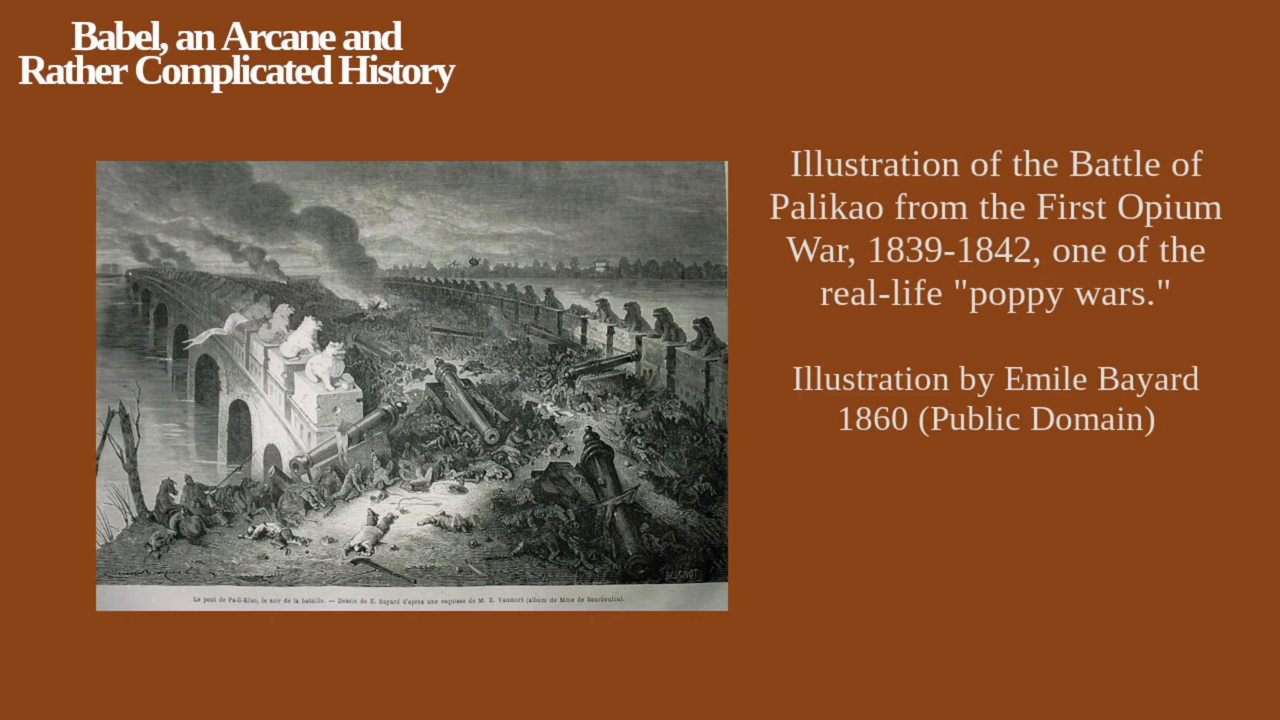 Babel, an Arcane and
Rather Complicated History
Illustration of the Battle of
Palikao from the First Opium
War, 1839-1842, one of the
real-life "poppy wars."
Illustration by Emile Bayard
1860 (Public Domain)
Le pont de Pa-li-Kiao, le soir de la bataille. — Dessin de E. Bayard d'après une esquisse de M. E. Vaumort (album de Mme de Bourboulon).